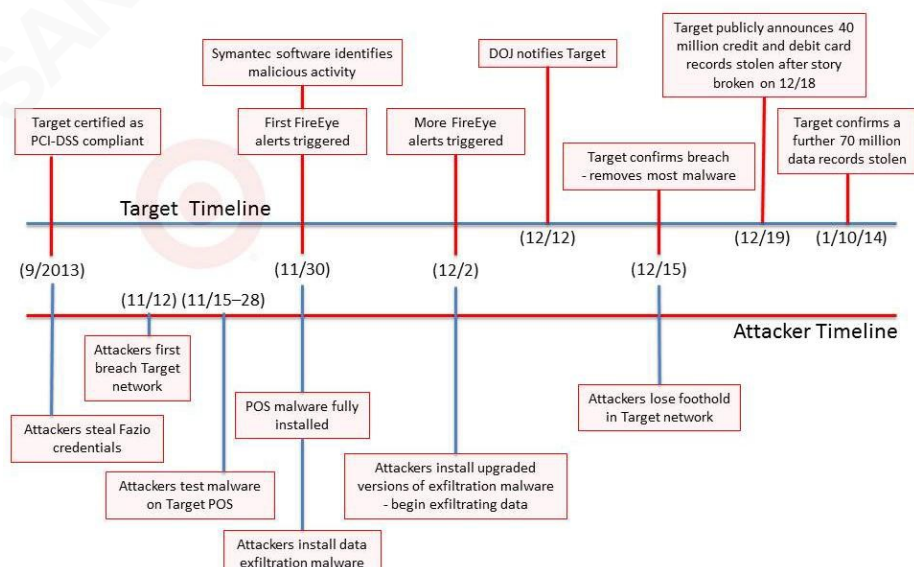 Target publicly announces 40
million credit and debit card
records stolen after story
broken on 12/18
Symantec software identifies
malicious activity
DOJ notifies Target
Target certified as
PCI-DSS compliant
First FireEye
alerts triggered
More FireEye
alerts triggered
Target confirms a
further 70 million
data records stolen
Target confirms breach
- removes most malware
Target Timeline
(12/12)
(12/19)
(1/10/14)
(9/2013)
(11/30)
(12/2)
(12/15)
(11/12)
(11/15–28)
Attacker Timeline
Attackers first
breach Target
network
Attackers steal Fazio
credentials
Attackers test malware
on Target POS
POS malware fully
installed
Attackers install data
exfiltration malware
Attackers install upgraded
versions of exfiltration malware
- begin exfiltrating data
Attackers lose foothold
in Target network